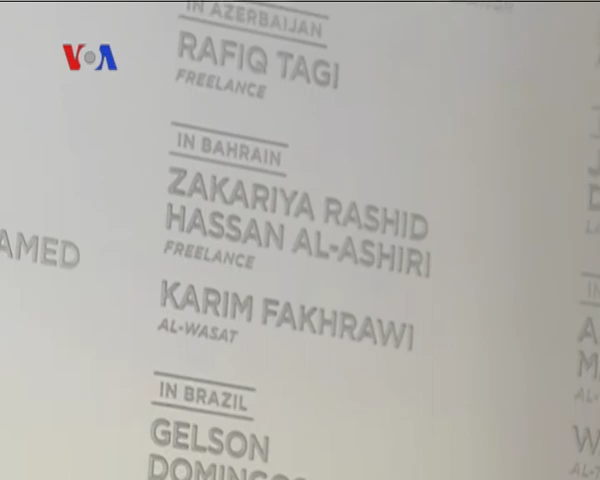 VOA
IN AZERBAIJAN
RAFIQ TAGI
FREELANCE
IN BAHRAIN
ZAKARIYA RASHID
HASSAN AL-ASHIRI
FREELANCE
KARIM FAKHRAWI
AL-WASAT
IN BRAZIL
GELSON
AMED